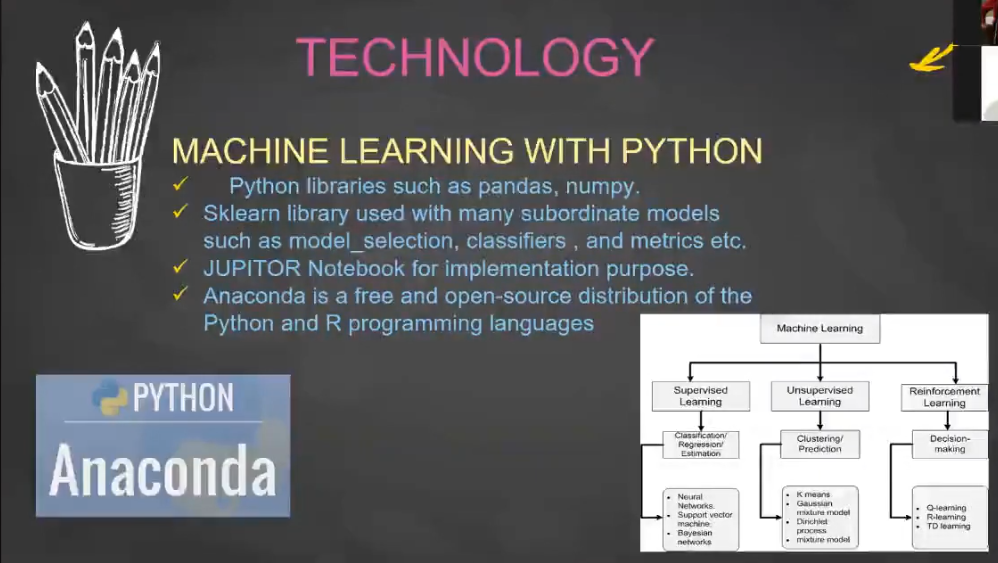 TECHNOLOGY
MACHINE LEARNING WITH PYTHON
Python libraries such as pandas, numpy.
Sklearn library used with many subordinate models
such as model_selection, classifiers , and metrics etc.
JUPITOR Notebook for implementation purpose.
Anaconda is a free and open-source distribution of the
Python and R programming languages
PYTHON
Anaconda
Machine Learning
Supervised
Learning
Unsupervised
Learning
Reinforcement
Learning
Classification/
Regression/
Estimation
Clustering/
Prediction
Decision-
making
Neural
Networks.
Support vector
machine.
Bayesian
networks
K means
Gaussian
mixture model
Dirichlet
process
mixture model
Q-learning
R-learning
TD learning